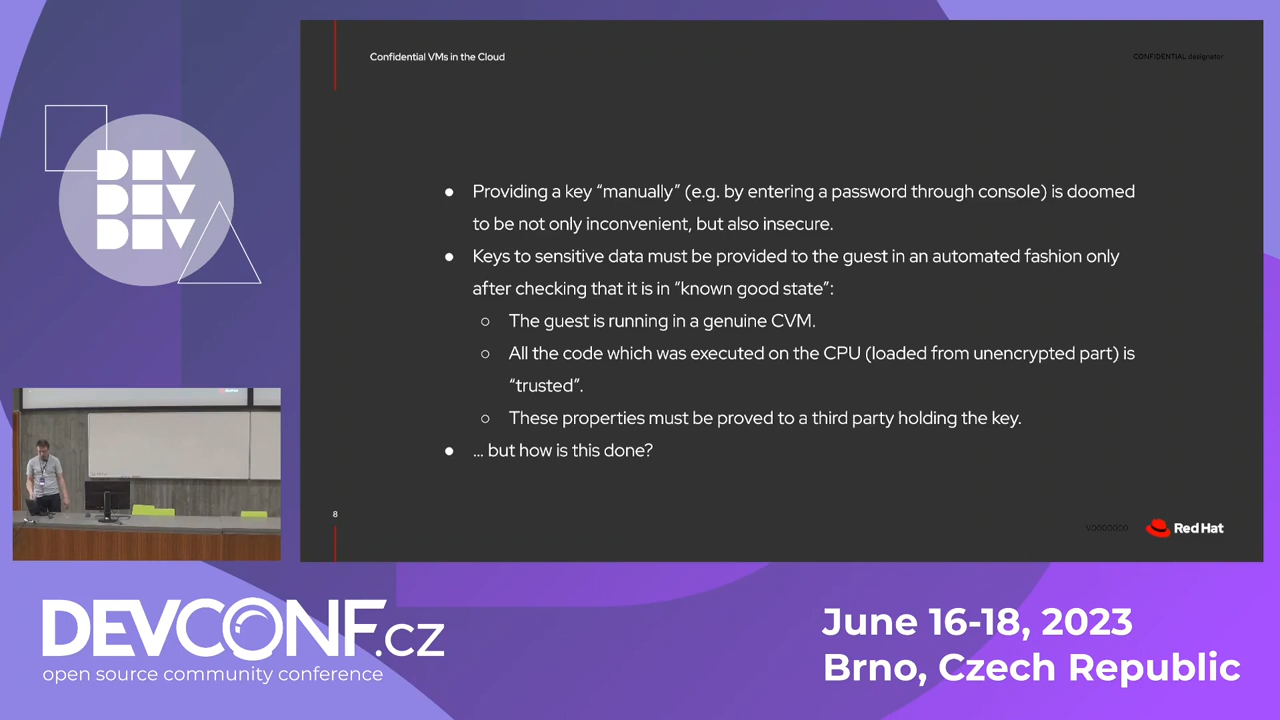 Confidential VMs in the Cloud
CONFIDENTIAL designator
DEV
DEV
DEV
● Providing a key “manually” (e.g. by entering a password through console) is doomed
to be not only inconvenient, but also insecure.
● Keys to sensitive data must be provided to the guest in an automated fashion only
after checking that it is in “known good state”:
○ The guest is running in a genuine CVM.
○ All the code which was executed on the CPU (loaded from unencrypted part) is
“trusted”.
○ These properties must be proved to a third party holding the key.
● … but how is this done?
8
V0000000
Red Hat
RedHat
DEVCONF.cz
open source community conference
June 16-18, 2023
Brno, Czech Republic